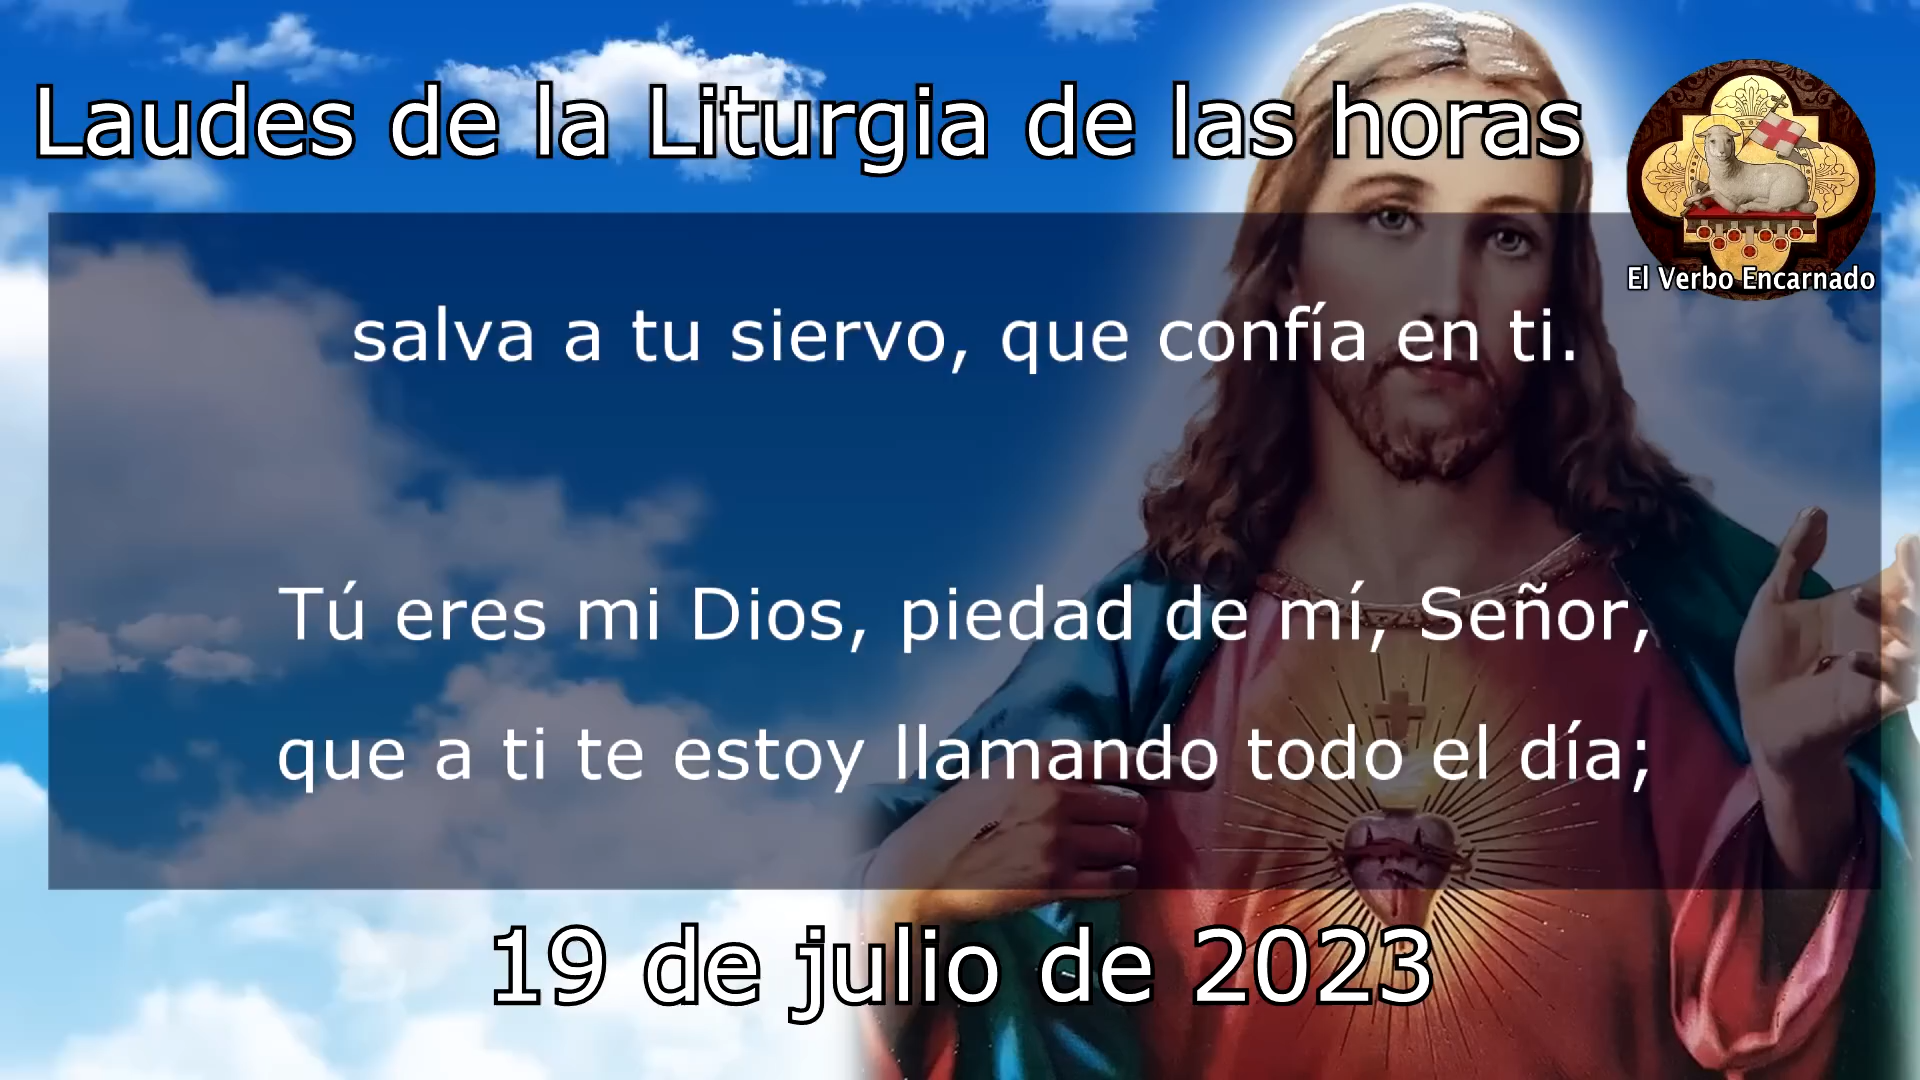 Laudes de la Liturgia de las horas
El Verbo Encarnado
salva a tu siervo, que confía en ti.
Tú eres mi Dios, piedad de mí, Señor,
que a ti te estoy llamando todo el día;
19 de julio de 2023